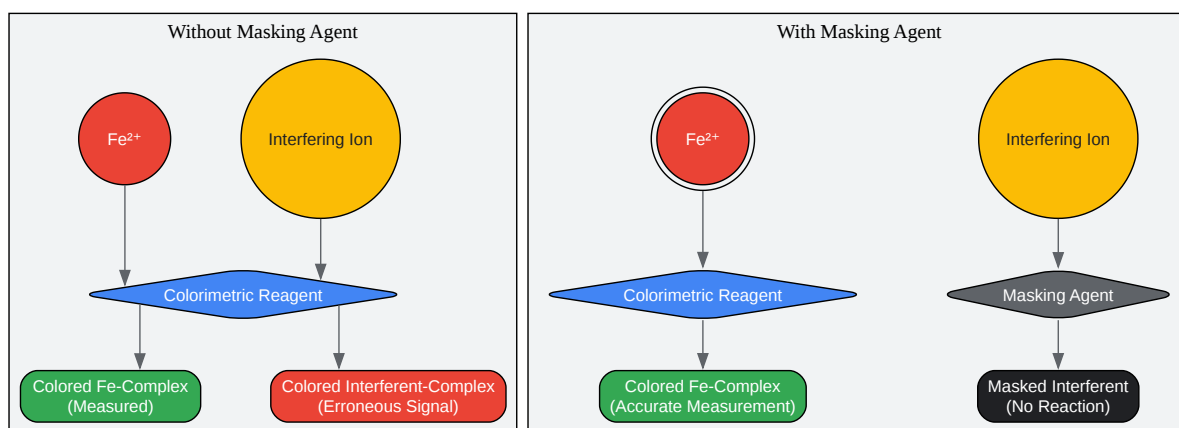 Without Masking Agent
Fe²⁺
Interfering Ion
Colorimetric Reagent
Colored Fe-Complex
(Measured)
Colored Interferent-Complex
(Erroneous Signal)
With Masking Agent
Fe²⁺
Interfering Ion
Colorimetric Reagent
Masking Agent
Colored Fe-Complex
(Accurate Measurement)
Masked Interferent
(No Reaction)